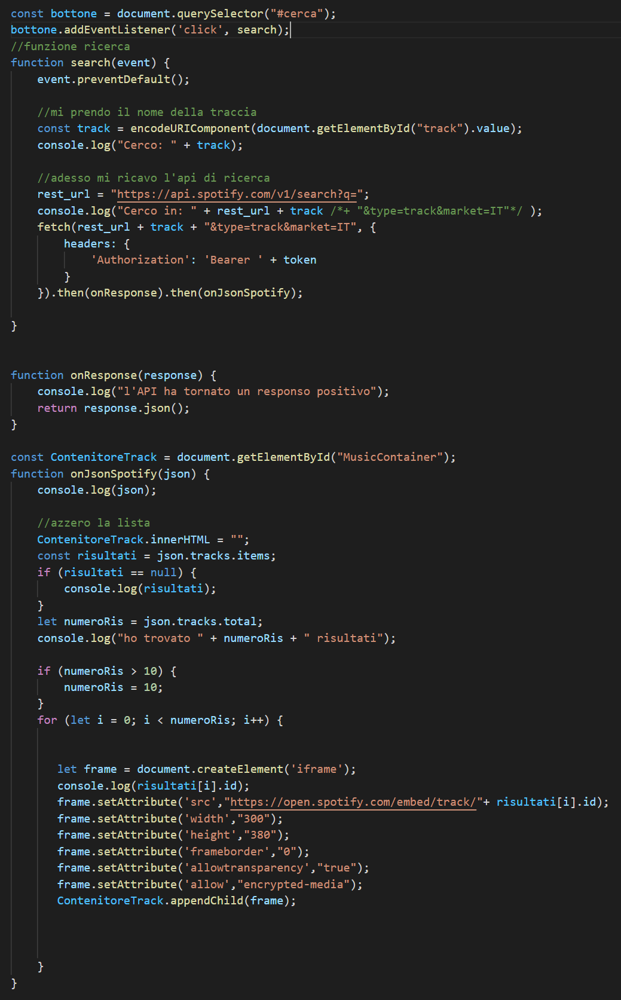 const bottone = document.querySelector("#cerca");
bottone.addEventListener('click', search);
//funzione ricerca
function search(event) {
    event.preventDefault();

    //mi prendo il nome della traccia
    const track = encodeURIComponent(document.getElementById("track").value);
    console.log("Cerco: " + track);

    //adesso mi ricavo l'api di ricerca
    rest_url = "https://api.spotify.com/v1/search?q=";
    console.log("Cerco in: " + rest_url + track /*+ "&type=track&market=IT"*/ );
    fetch(rest_url + track + "&type=track&market=IT", {
        headers: {
            'Authorization': 'Bearer ' + token
        }
    }).then(onResponse).then(onJsonSpotify);

}


function onResponse(response) {
    console.log("l'API ha tornato un responso positivo");
    return response.json();
}

const ContenitoreTrack = document.getElementById("MusicContainer");
function onJsonSpotify(json) {
    console.log(json);

    //azzero la lista
    ContenitoreTrack.innerHTML = "";
    const risultati = json.tracks.items;
    if (risultati == null) {
        console.log(risultati);
    }
    let numeroRis = json.tracks.total;
    console.log("ho trovato " + numeroRis + " risultati");

    if (numeroRis > 10) {
        numeroRis = 10;
    }
    for (let i = 0; i < numeroRis; i++) {


       let frame = document.createElement('iframe');
       console.log(risultati[i].id);
       frame.setAttribute('src',"https://open.spotify.com/embed/track/"+ risultati[i].id);
       frame.setAttribute('width',"300");
       frame.setAttribute('height',"380");
       frame.setAttribute('frameborder',"0");
       frame.setAttribute('allowtransparency',"true");
       frame.setAttribute('allow',"encrypted-media");
       ContenitoreTrack.appendChild(frame);



    }
}